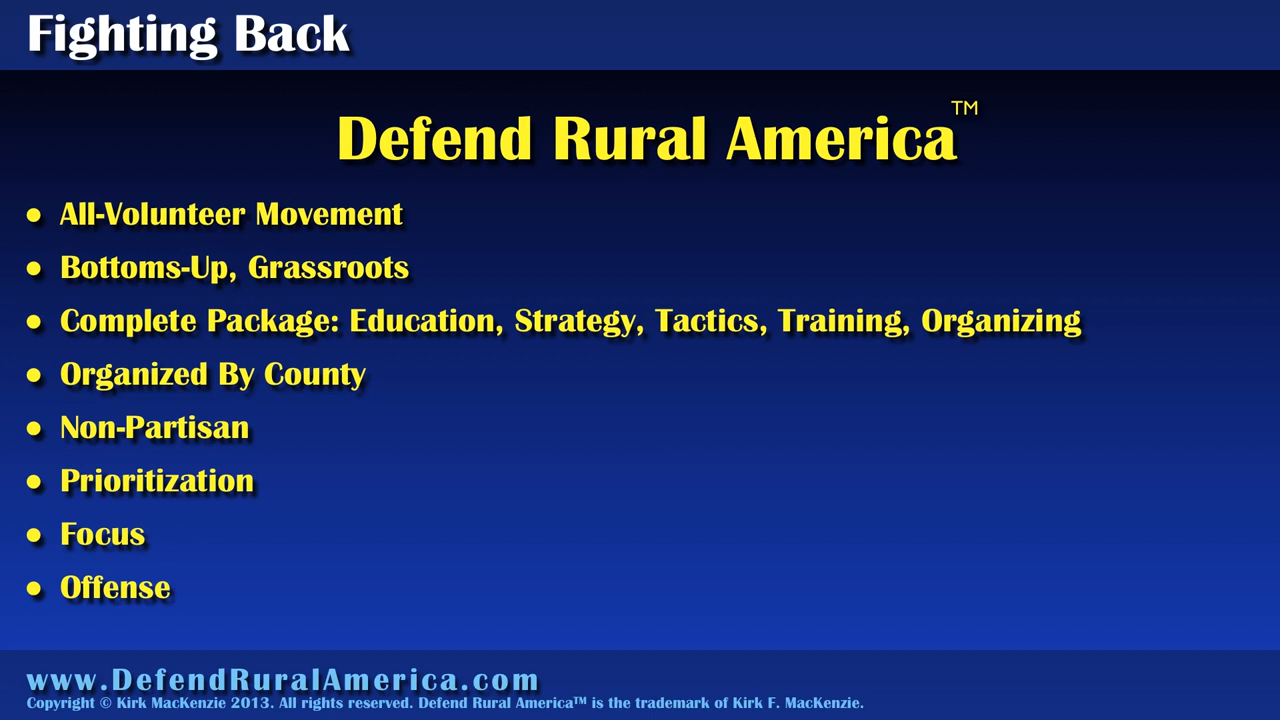 Fighting Back
Defend Rural America™
● All-Volunteer Movement
● Bottoms-Up, Grassroots
● Complete Package: Education, Strategy, Tactics, Training, Organizing
● Organized By County
● Non-Partisan
● Prioritization
● Focus
● Offense
www.DefendRuralAmerica.com
Copyright © Kirk MacKenzie 2013. All rights reserved. Defend Rural America™ is the trademark of Kirk F. MacKenzie.